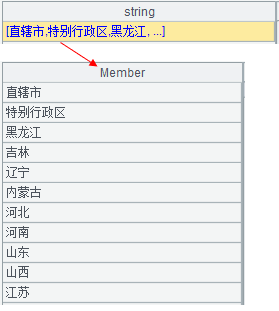 string
[直辖市,特别行政区,黑龙江, ...]
Member
直辖市
特别行政区
黑龙江
吉林
辽宁
内蒙古
河北
河南
山东
山西
江苏